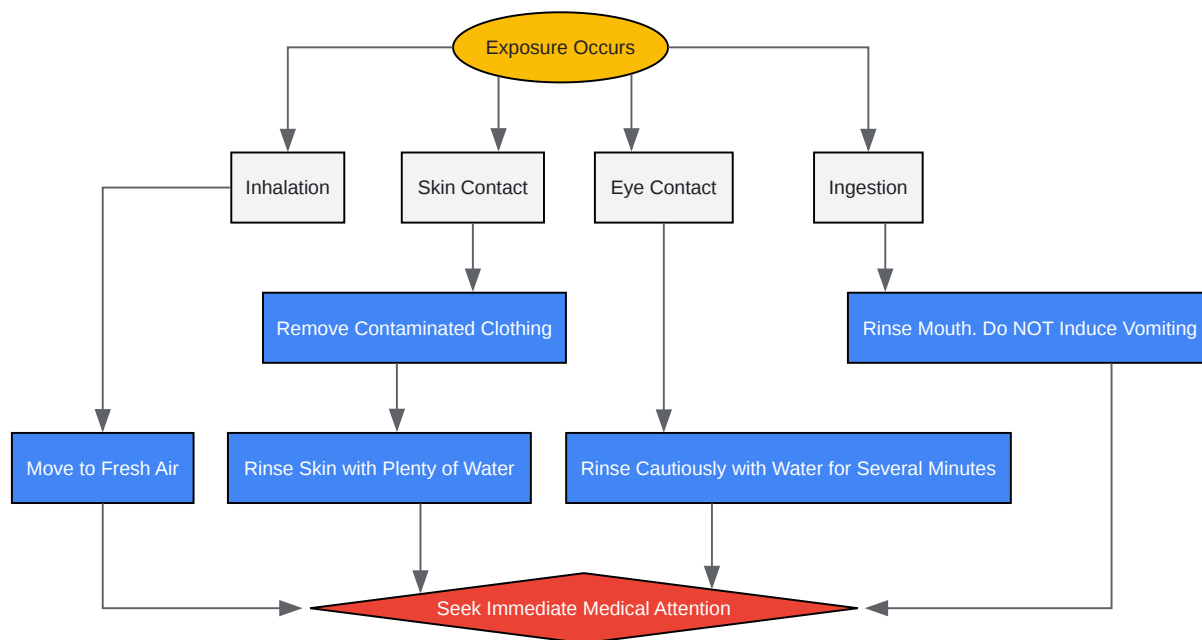 Exposure Occurs
Inhalation
Skin Contact
Eye Contact
Ingestion
Remove Contaminated Clothing
Rinse Mouth. Do NOT Induce Vomiting
Move to Fresh Air
Rinse Skin with Plenty of Water
Rinse Cautiously with Water for Several Minutes
Seek Immediate Medical Attention